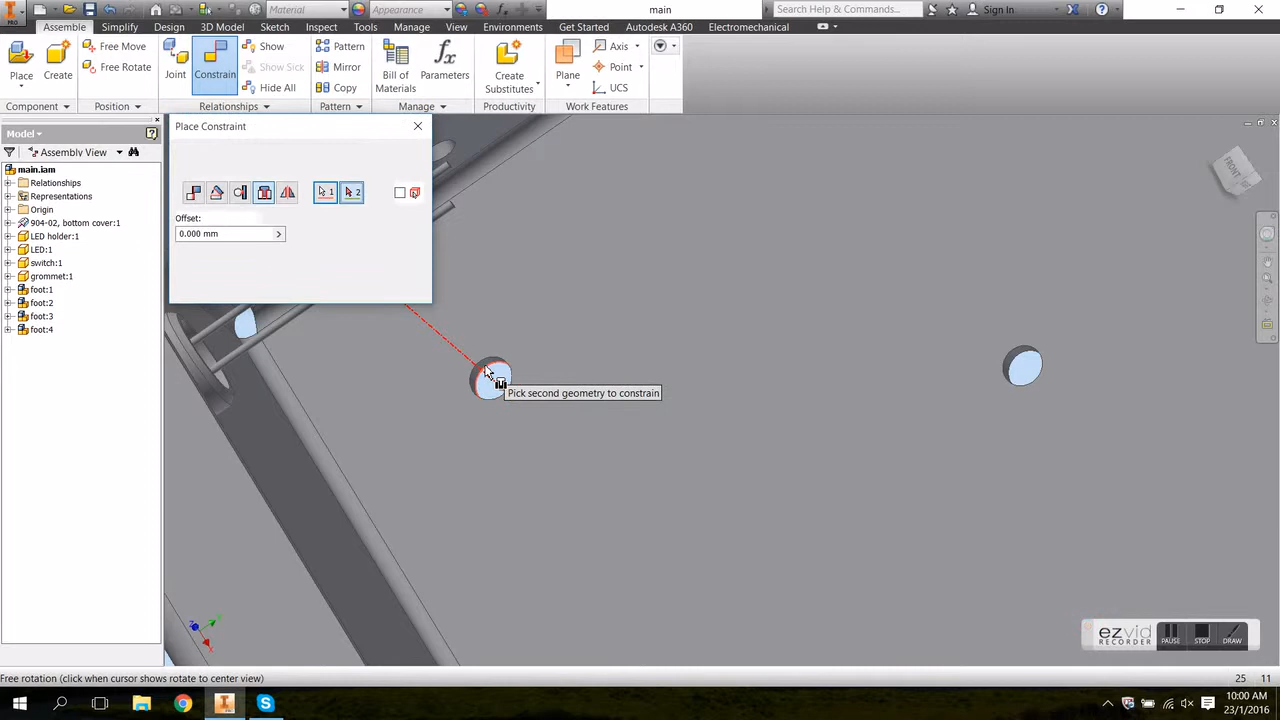 PRO
Material
Appearance
main
Search Help & Commands...
Sign In
Assemble Simplify Design 3D Model Sketch Inspect Tools Manage View Environments Get Started Autodesk A360 Electromechanical
Place
Create
Component
Free Move
Free Rotate
Position
Joint
Constrain
Show
Show Sick
Hide All
Relationships
Pattern
Mirror
Copy
Pattern
Bill of
Materials
Parameters
Manage
Create
Substitutes
Productivity
Plane
Axis
Point
UCS
Work Features
Model
Assembly View
main.iam
Relationships
Representations
Origin
904-02, bottom cover:1
LED holder:1
LED:1
switch:1
grommet:1
foot:1
foot:2
foot:3
foot:4
Place Constraint
1 2
Offset:
0.000 mm
Pick second geometry to constrain
FRONT
ezvid
RECORDER
PAUSE STOP DRAW
Free rotation (click when cursor shows rotate to center view)
25 11
10:00 AM
23/1/2016